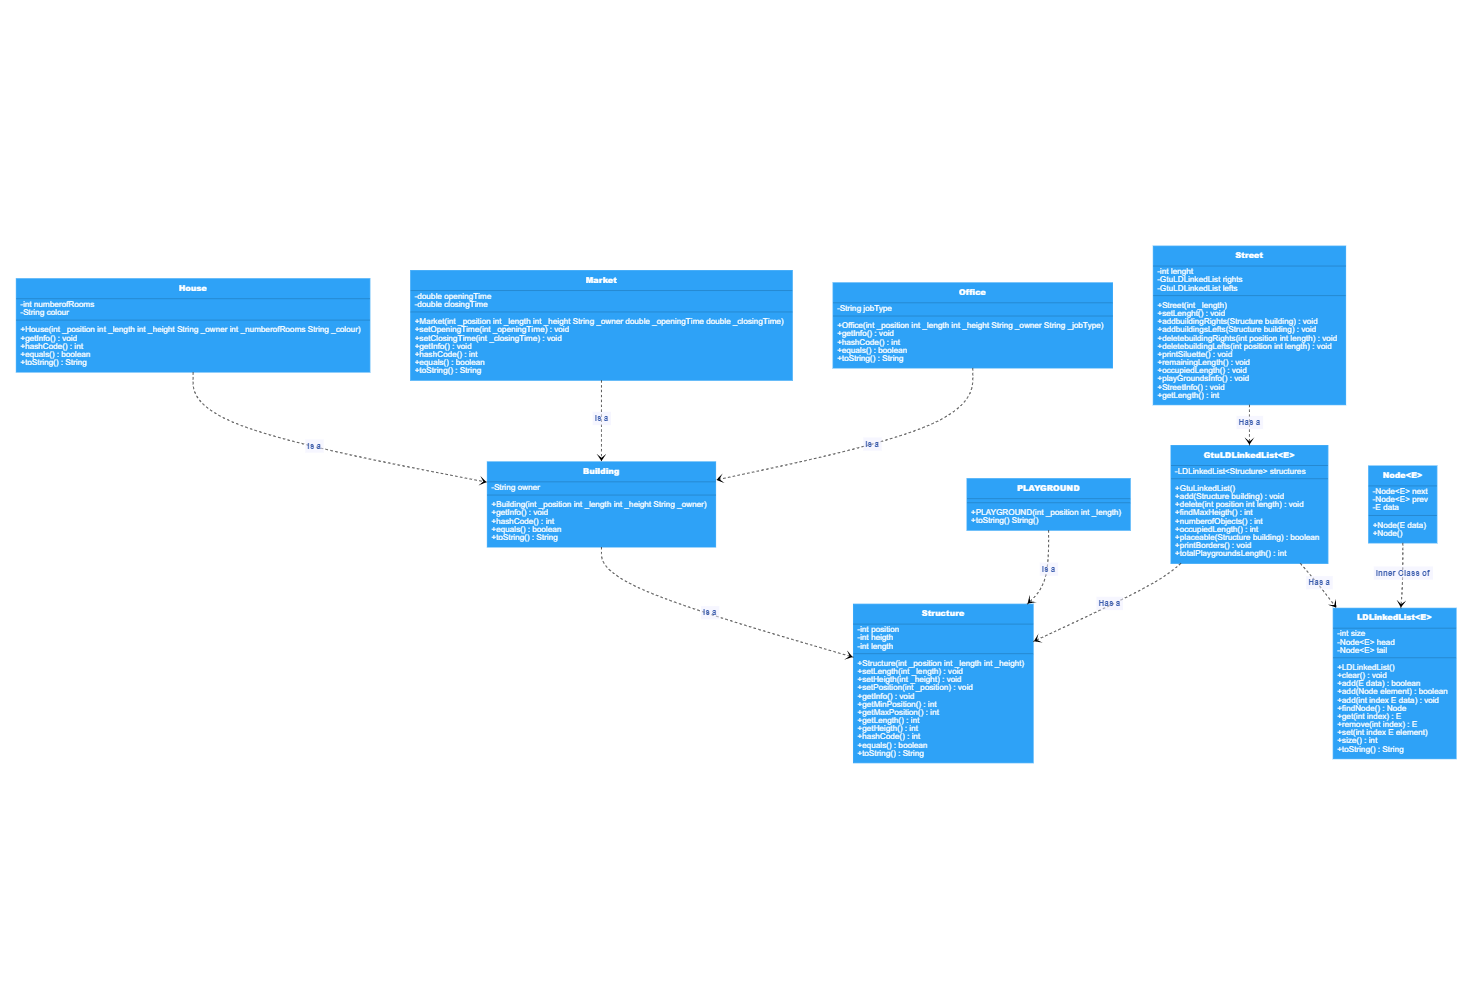 House
-int numberofRooms
-String colour
+House(int _position int _length int _height String _owner int _numberofRooms String _colour)
+getInfo() : void
+hashCode() : int
+equals() : boolean
+toString() : String
Market
-double openingTime
-double closingTime
+Market(int _position int _length int _height String _owner double _openingTime double _closingTime)
+setOpeningTime(int _openingTime) : void
+setClosingTime(int _closingTime) : void
+getInfo() : void
+hashCode() : int
+equals() : boolean
+toString() : String
Office
-String jobType
+Office(int _position int _length int _height String _owner String _jobType)
+getInfo() : void
+hashCode() : int
+equals() : boolean
+toString() : String
Street
-int lenght
-GtuLDLinkedList rights
-GtuLDLinkedList lefts
+Street(int _length)
+setLenght() : void
+addbuildingRights(Structure building) : void
+addbuildingsLefts(Structure building) : void
+deletebuildingRights(int position int length) : void
+deletebuildingLefts(int position int length) : void
+printSiluette() : void
+remainingLength() : void
+occupiedLength() : void
+playGroundsInfo() : void
+StreetInfo() : void
+getLength() : int
Is a
Is a
Is a
Has a
Building
-String owner
+Building(int _position int _length int _height String _owner)
+getInfo() : void
+hashCode() : int
+equals() : boolean
+toString() : String
PLAYGROUND
+PLAYGROUND(int _position int _length)
+toString() String()
GtuLDLinkedList<E>
-LDLinkedList<Structure> structures
+GtuLinkedList()
+add(Structure building) : void
+delete(int position int length) : void
+findMaxHeigth() : int
+numberofObjects() : int
+occupiedLength() : int
+placeable(Structure building) : boolean
+printBorders() : void
+totalPlaygroundsLength() : int
Node<E>
-Node<E> next
-Node<E> prev
-E data
+Node(E data)
+Node()
Is a
Is a
Has a
Has a
Inner Class of
Structure
-int position
-int heigth
-int length
+Structure(int _position int _length int _height)
+setLength(int _length) : void
+setHeigth(int _height) : void
+setPosition(int _position) : void
+getInfo() : void
+getMinPosition() : int
+getMaxPosition() : int
+getLength() : int
+getHeigth() : int
+hashCode() : int
+equals() : boolean
+toString() : String
LDLinkedList<E>
-int size
-Node<E> head
-Node<E> tail
+LDLinkedList()
+clear() : void
+add(E data) : boolean
+add(Node element) : boolean
+add(int index E data) : void
+findNode() : Node
+get(int index) : E
+remove(int index) : E
+set(int index E element)
+size() : int
+toString() : String